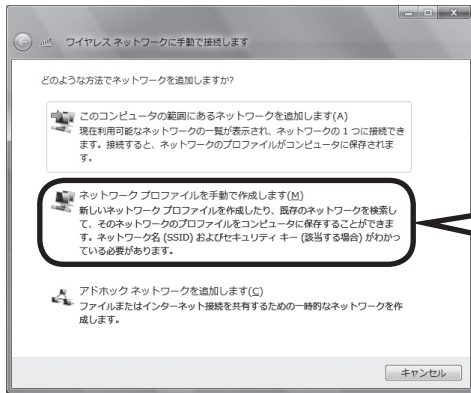 ワイヤレス ネットワークに手動で接続します
どのような方法でネットワークを追加しますか?
このコンピュータの範囲にあるネットワークを追加します(A)
現在利用可能なネットワークの一覧が表示され、ネットワークの 1 つに接続でき
ます。接続すると、ネットワークのプロファイルがコンピュータに保存されま
す。
ネットワーク プロファイルを手動で作成します(M)
新しいネットワーク プロファイルを作成したり、既存のネットワークを検索し
て、そのネットワークのプロファイルをコンピュータに保存することができま
す。ネットワーク名 (SSID) およびセキュリティ キー (該当する場合) がわかっ
ている必要があります。
アドホック ネットワークを追加します(C)
ファイルまたはインターネット接続を共有するための一時的なネットワークを作
成します。
キャンセル